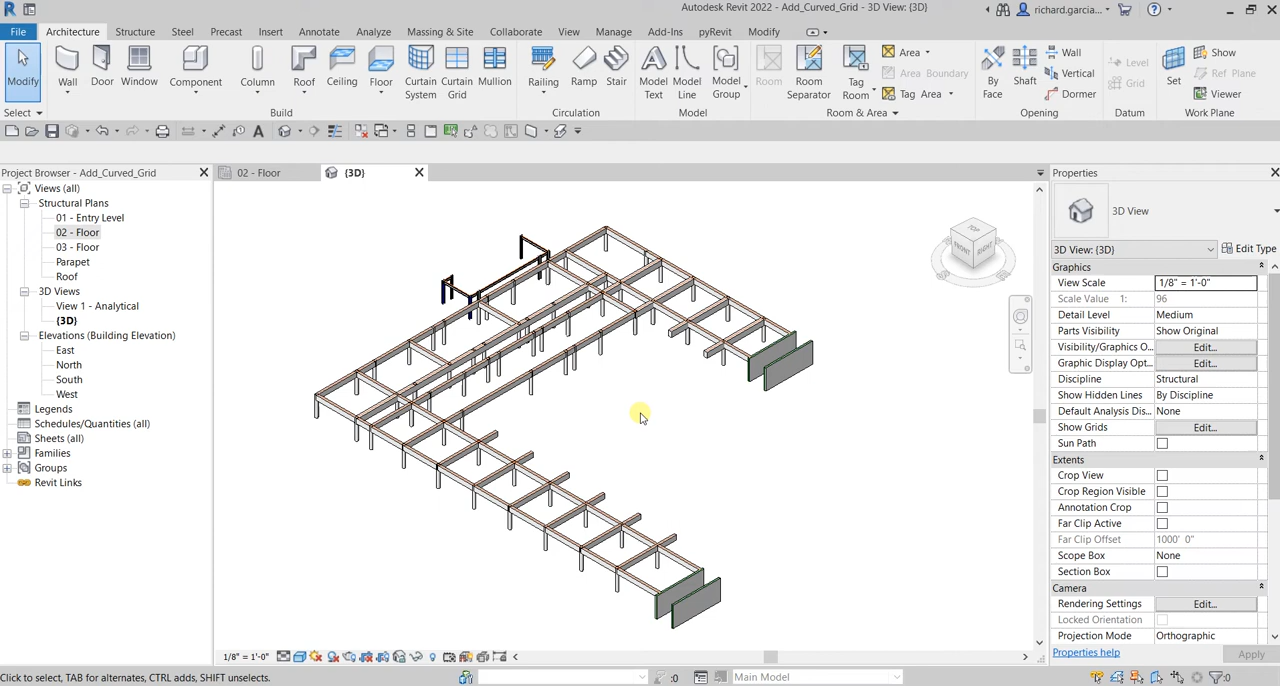 Autodesk Revit 2022 - Add_Curved_Grid - 3D View: {3D}
richard.garcia...
File Architecture Structure Steel Precast Insert Annotate Analyze Massing & Site Collaborate View Manage Add-Ins pyRevit Modify
Modify Wall Door Window Component Column Roof Ceiling Floor Curtain System Curtain Grid Mullion Railing Ramp Stair Model Text Model Line Model Group Room Room Separator Tag Room Area Area Boundary Tag Area By Face Shaft Wall Vertical Dormer Level Grid Set Show Ref Plane Viewer
Select Build Circulation Model Room & Area Opening Datum Work Plane
Project Browser - Add_Curved_Grid
02 - Floor
{3D}
Properties
Views (all)
Structural Plans
01 - Entry Level
02 - Floor
03 - Floor
Parapet
Roof
3D Views
View 1 - Analytical
{3D}
Elevations (Building Elevation)
East
North
South
West
Legends
Schedules/Quantities (all)
Sheets (all)
Families
Groups
Revit Links
TOP
FRONT
RIGHT
3D View
3D View: {3D} Edit Type
Graphics
View Scale 1/8" = 1'-0"
Scale Value 1: 96
Detail Level Medium
Parts Visibility Show Original
Visibility/Graphics O... Edit...
Graphic Display Opt... Edit...
Discipline Structural
Show Hidden Lines By Discipline
Default Analysis Dis... None
Show Grids Edit...
Sun Path
Extents
Crop View
Crop Region Visible
Annotation Crop
Far Clip Active
Far Clip Offset 1000' 0"
Scope Box None
Section Box
Camera
Rendering Settings Edit...
Locked Orientation
Projection Mode Orthographic
Properties help Apply
1/8" = 1'-0"
Click to select, TAB for alternates, CTRL adds, SHIFT unselects.
:0
Main Model
:0